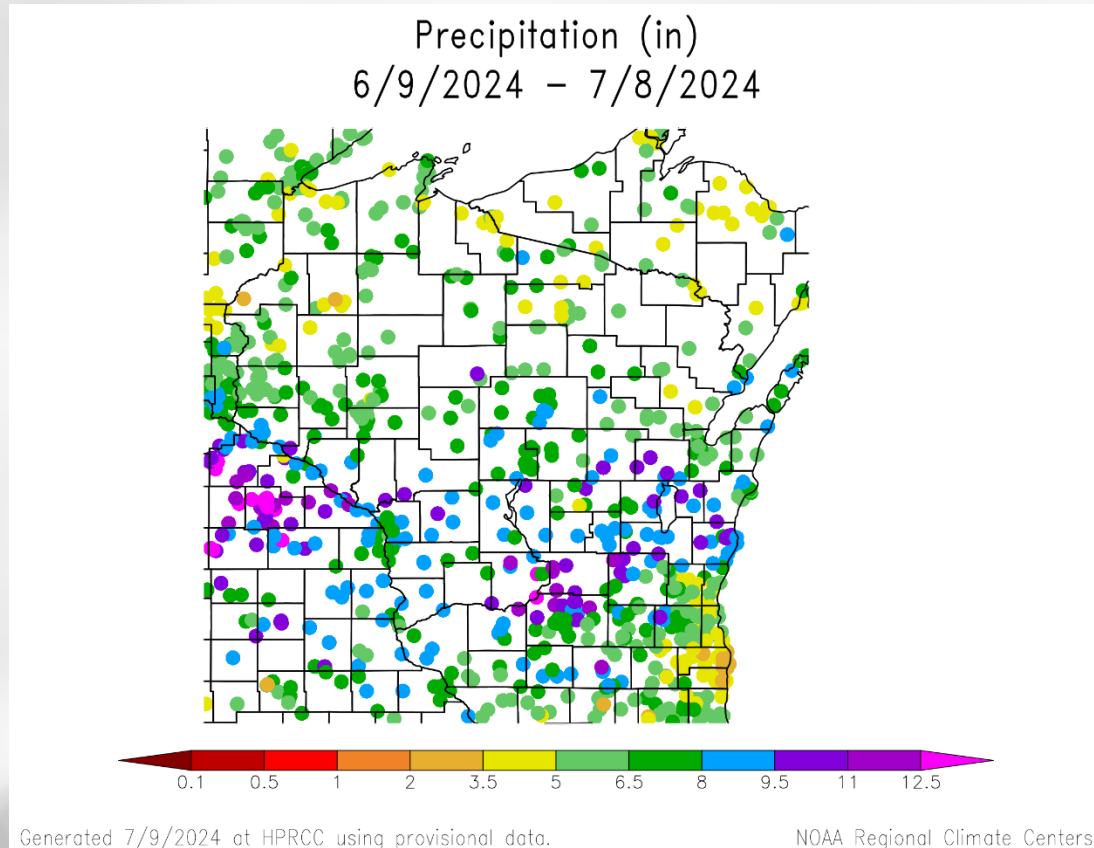 Precipitation (in)
6/9/2024 – 7/8/2024
0.1 0.5 1 2 3.5 5 6.5 8 9.5 11 12.5
Generated 7/9/2024 at HPRCC using provisional data.
NOAA Regional Climate Centers